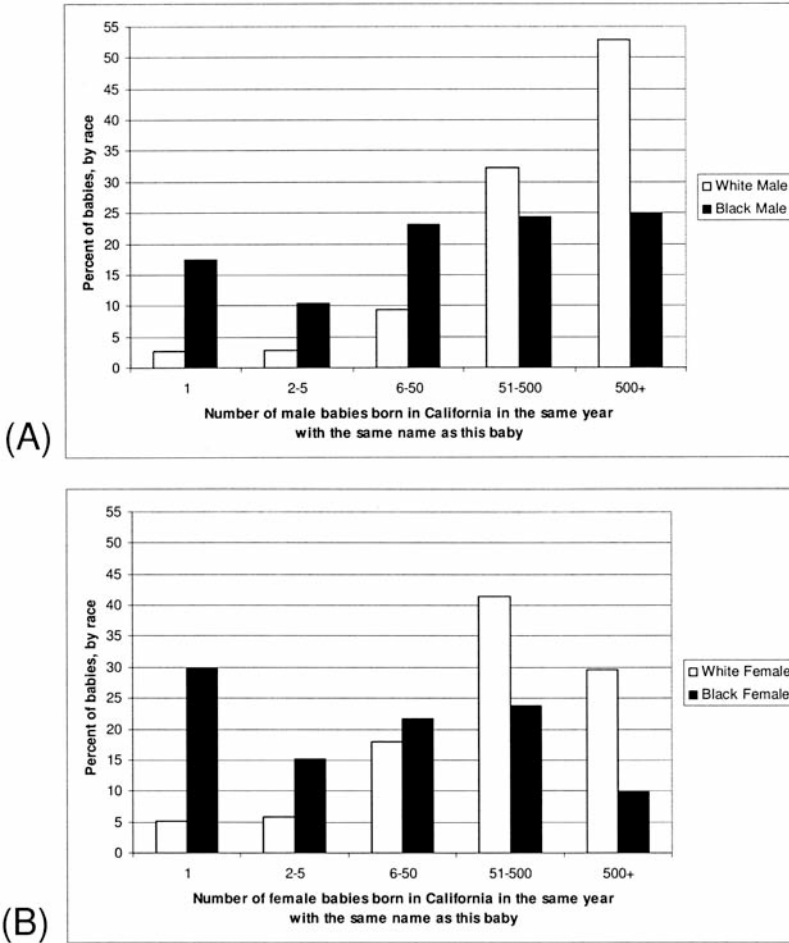 55
50
45
40
35
30
25
20
15
10
5
0
Percent of babies, by race
1 2-5 6-50 51-500 500+
Number of male babies born in California in the same year
with the same name as this baby
White Male
Black Male
(A)
55
50
45
40
35
30
25
20
15
10
5
0
Percent of babies, by race
1 2-5 6-50 51-500 500+
Number of female babies born in California in the same year
with the same name as this baby
White Female
Black Female
(B)